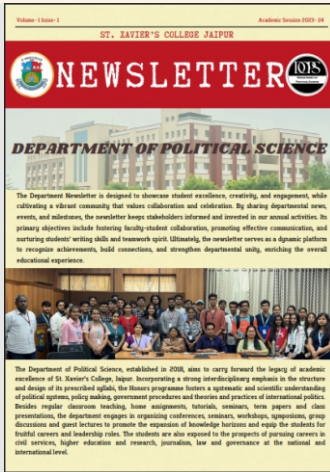 Volume - 1 Issue - 1
Academic Session 2023 - 24
ST. XAVIER'S COLLEGE JAIPUR
NEWSLETTER
DEPARTMENT OF POLITICAL SCIENCE
The Department Newsletter is designed to showcase student excellence, creativity, and engagement, while
cultivating a vibrant community that values collaboration and celebration. By sharing departmental news,
events, and milestones, the newsletter keeps stakeholders informed and invested in our annual activities. Its
primary objectives include fostering faculty-student collaboration, promoting effective communication, and
nurturing students' writing skills and teamwork spirit. Ultimately, the newsletter serves as a dynamic platform
to recognize achievements, build connections, and strengthen departmental unity, enriching the overall
educational experience.
The Department of Political Science, established in 2018, aims to carry forward the legacy of academic
excellence of St. Xavier's College, Jaipur. Incorporating a strong interdisciplinary emphasis in the structure
and design of its prescribed syllabi, the Honors programme fosters a systematic and scientific understanding
of political systems, policy making, government procedures and theories and practices of international politics.
Besides regular classroom teaching, home assignments, tutorials, seminars, term papers and class
presentations, the department engages in organizing conferences, seminars, workshops, symposiums, group
discussions and guest lectures to promote the expansion of knowledge horizons and equip the students for
fruitful careers and leadership roles. The students are also exposed to the prospects of pursuing careers in
civil services, higher education and research, journalism, law and governance at the national and
international level.